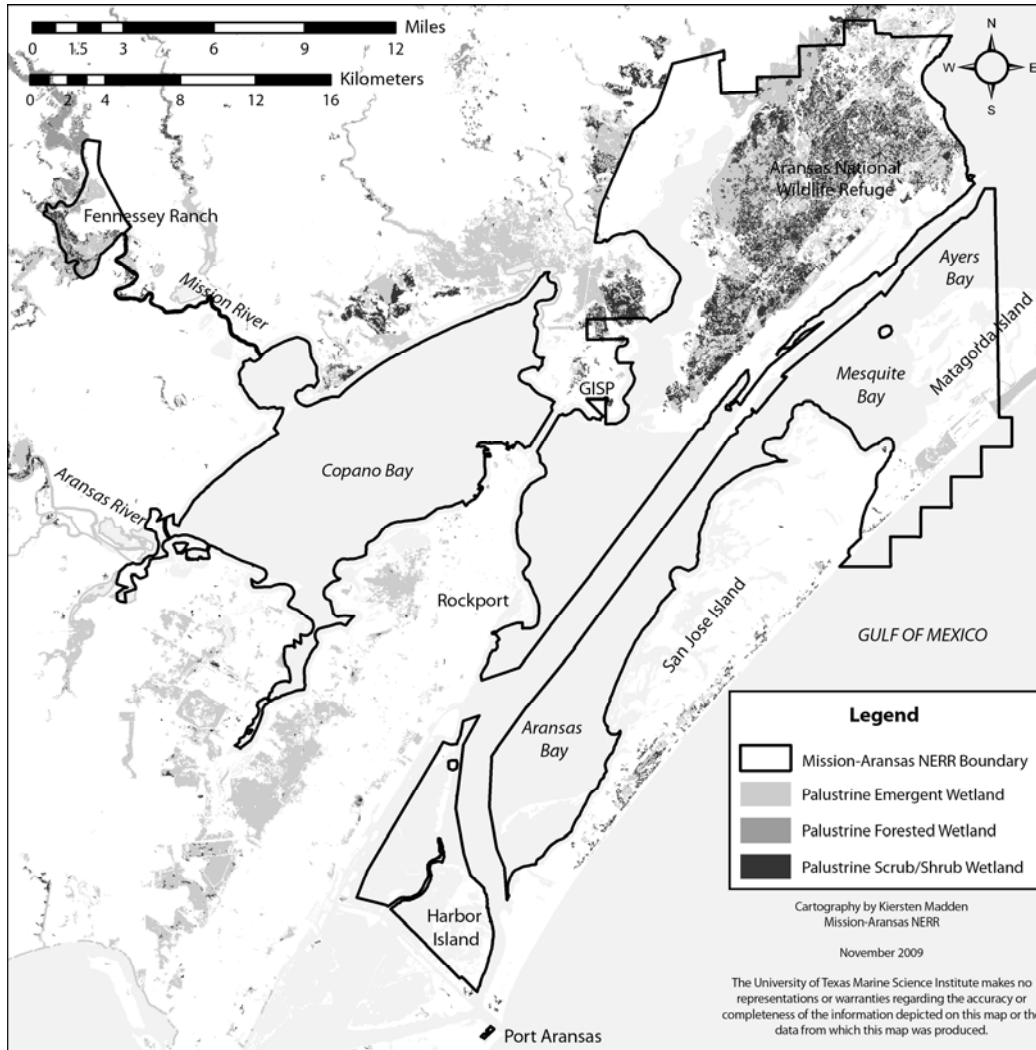 Miles
0 1.5 3 6 9 12
Kilometers
0 2 4 8 12 16
N
W E
S
Aransas National
Wildlife Refuge
Fennessey Ranch
Ayers
Bay
Mission River
Matagorda Island
Mesquite
Bay
GISP
Copano Bay
Aransas River
Rockport
San Jose Island
GULF OF MEXICO
Aransas
Bay
Harbor
Island
Port Aransas
Legend
Mission-Aransas NERR Boundary
Palustrine Emergent Wetland
Palustrine Forested Wetland
Palustrine Scrub/Shrub Wetland
Cartography by Kiersten Madden
Mission-Aransas NERR
November 2009
The University of Texas Marine Science Institute makes no
representations or warranties regarding the accuracy or
completeness of the information depicted on this map or the
data from which this map was produced.